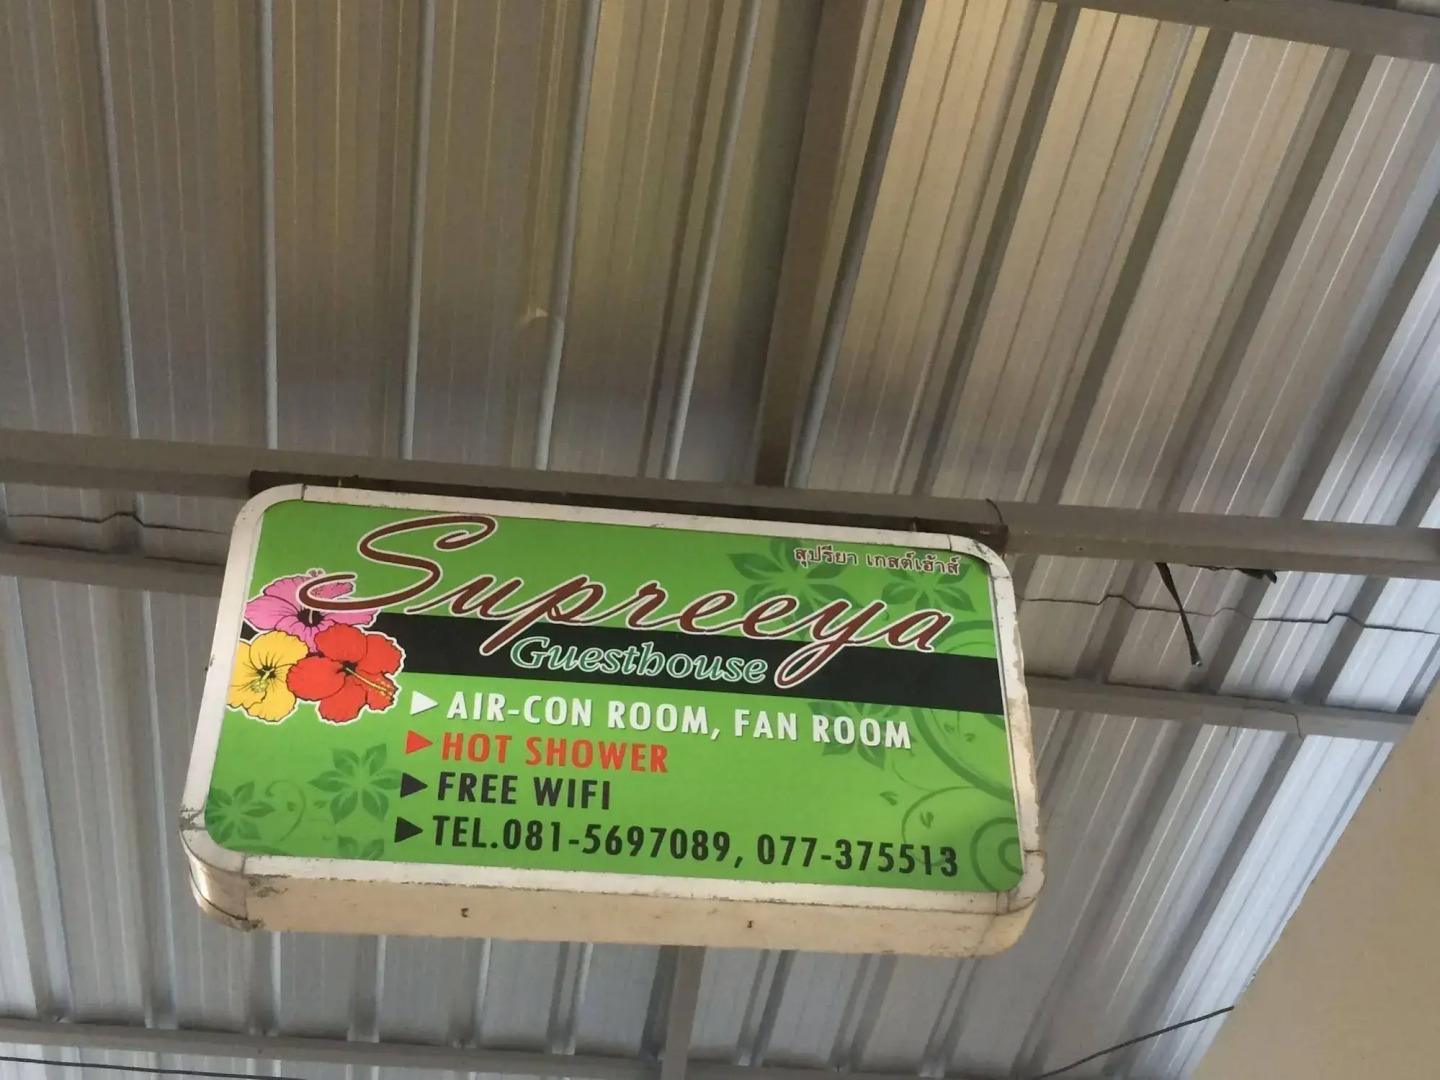 สุปรียา เกสต์เฮ้าส์
Supreeya
Guesthouse
AIR-CON ROOM, FAN ROOM
HOT SHOWER
FREE WIFI
TEL.081-5697089, 077-375513